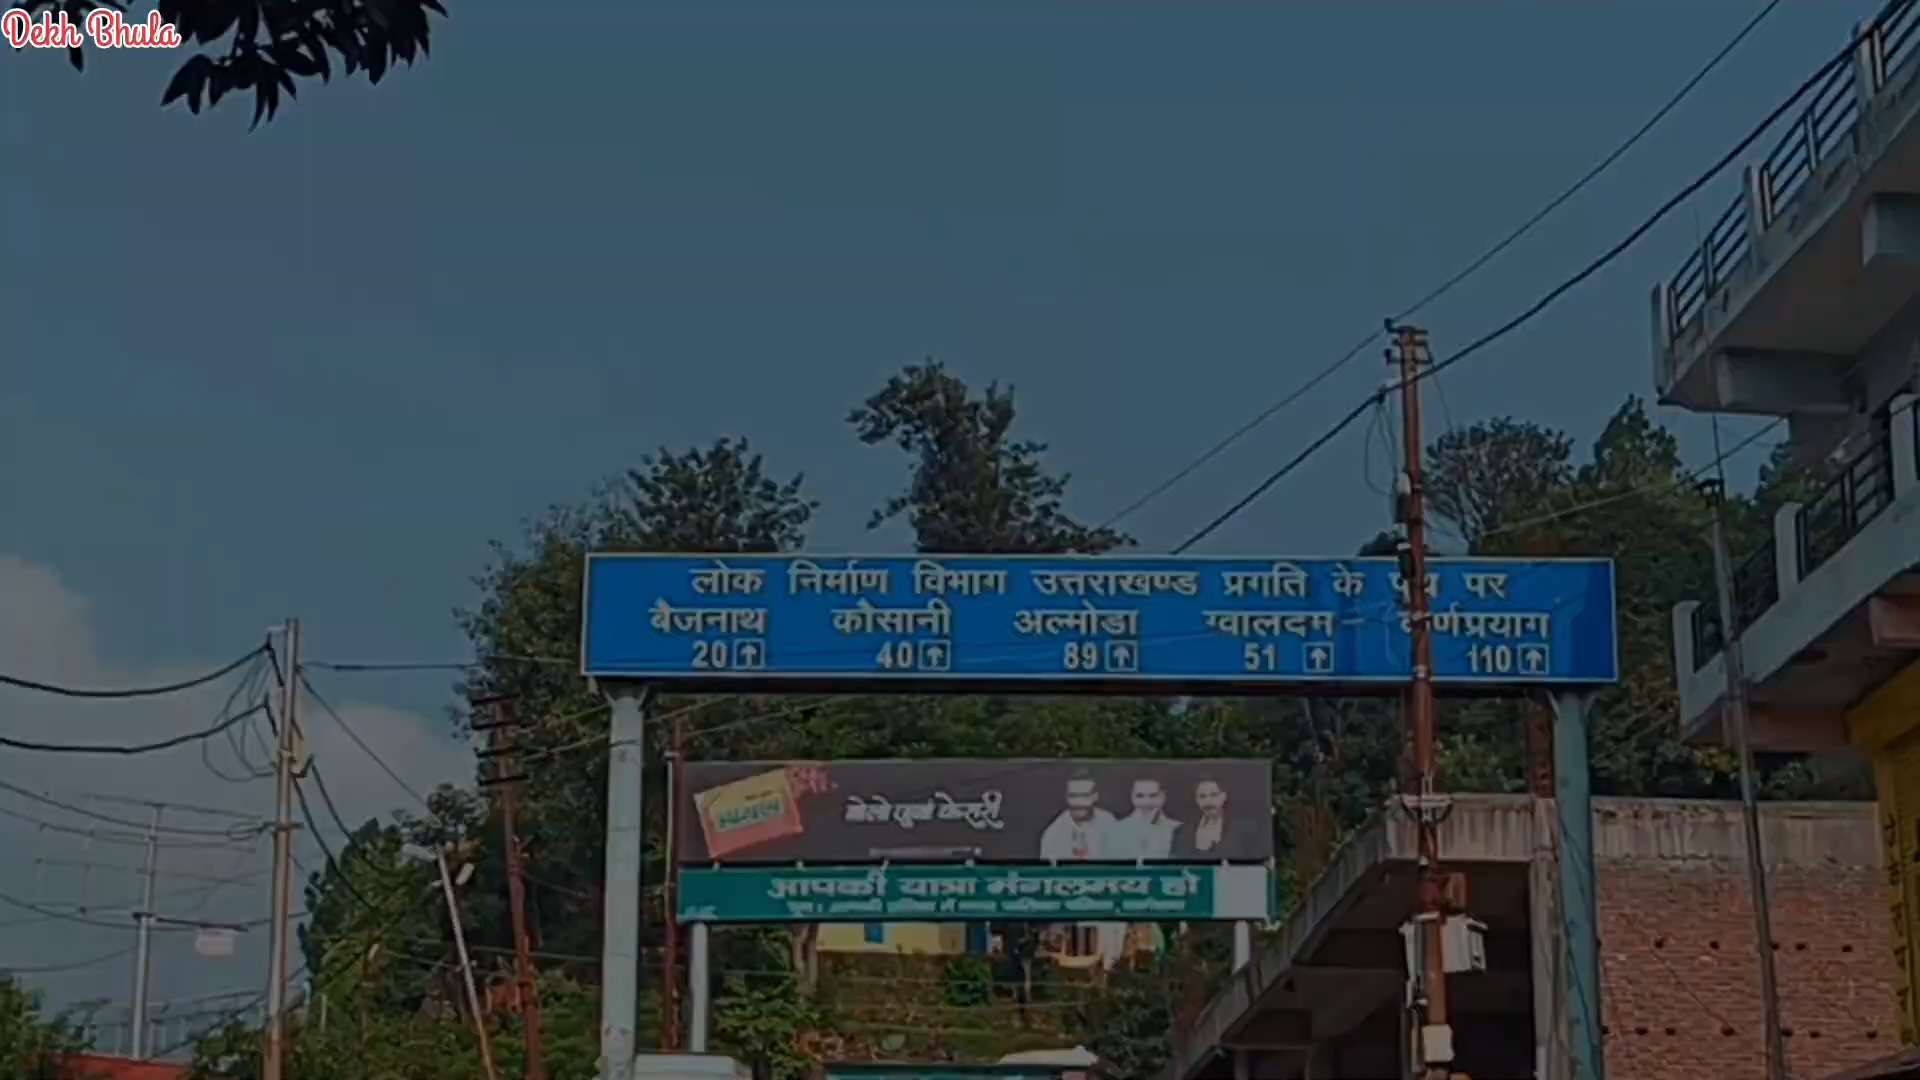 Dekh Bhula
लोक निर्माण विभाग उत्तराखण्ड प्रगति के पथ पर
बैजनाथ कौसानी अल्मोडा ग्वालदम कर्णप्रयाग
20 40 89 51 110
बोलो ज़ुबां केसरी
आपकी यात्रा मंगलमय हो